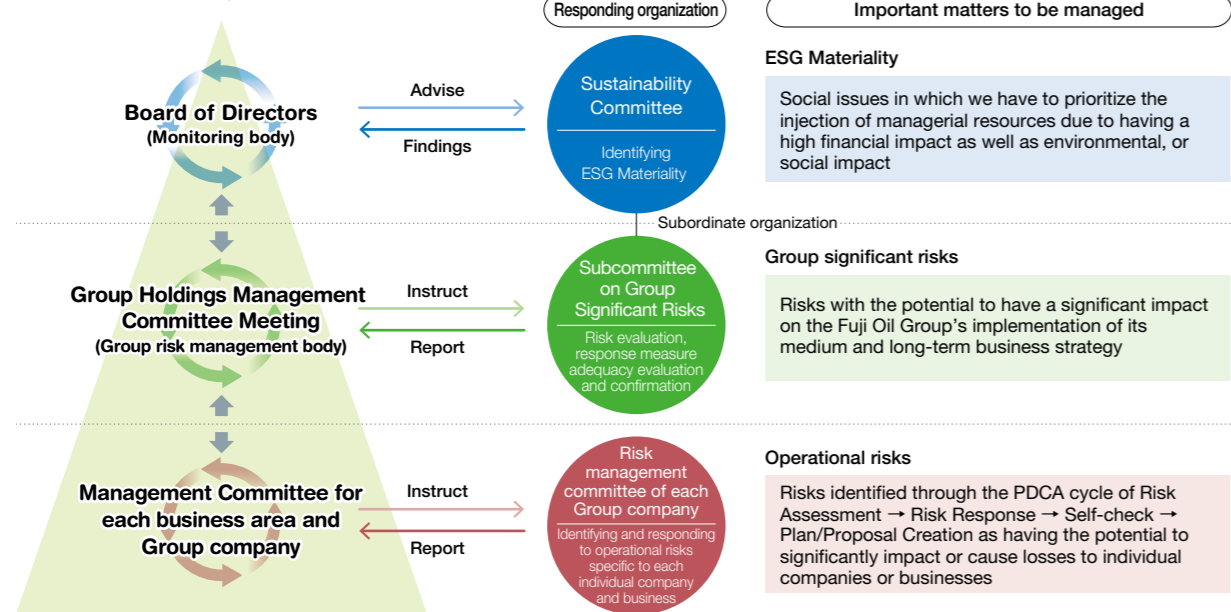 Responding organization
Important matters to be managed
Board of Directors
(Monitoring body)
Advise
Findings
Sustainability
Committee
Identifying
ESG Materiality
ESG Materiality
Social issues in which we have to prioritize the
injection of managerial resources due to having a
high financial impact as well as environmental, or
social impact
Subordinate organization
Group Holdings Management
Committee Meeting
(Group risk management body)
Instruct
Report
Subcommittee
on Group
Significant Risks
Risk evaluation,
response measure
adequacy evaluation
and confirmation
Group significant risks
Risks with the potential to have a significant impact
on the Fuji Oil Group’s implementation of its
medium and long-term business strategy
Management Committee for
each business area and
Group company
Instruct
Report
Risk
management
committee of each
Group company
Identifying and responding
to operational risks
specific to each
individual company
and business
Operational risks
Risks identified through the PDCA cycle of Risk
Assessment → Risk Response → Self-check →
Plan/Proposal Creation as having the potential to
significantly impact or cause losses to individual
companies or businesses